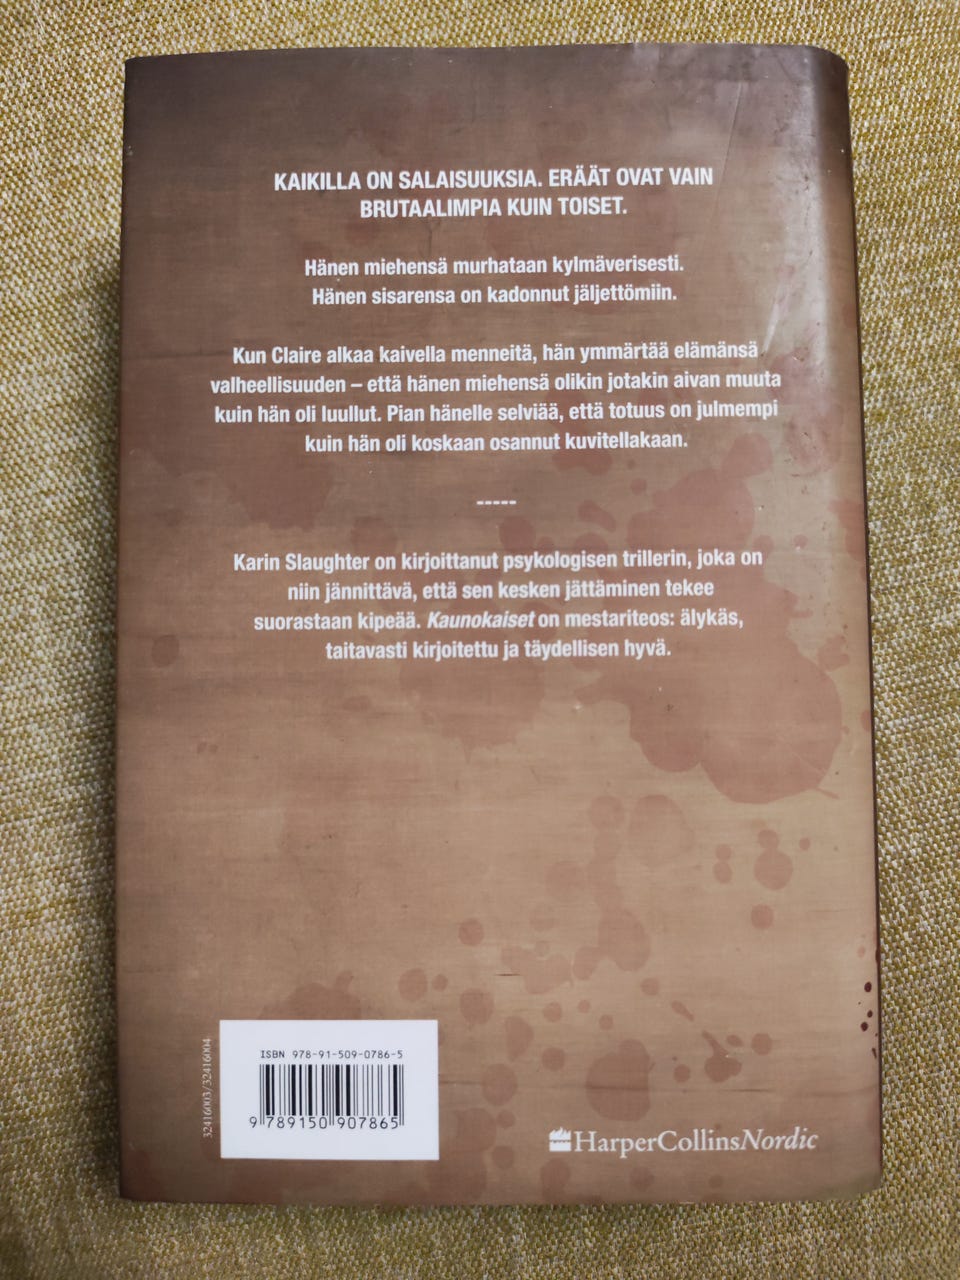 KAIKILLA ON SALAISUUKSIA. ERÄÄT OVAT VAIN
BRUTAALIMPIA KUIN TOISET.
Hänen miehensä murhataan kylmäverisesti.
Hänen sisarensa on kadonnut jäljettömiin.
Kun Claire alkaa kaivella menneitä, hän ymmärtää elämänsä
valheellisuuden – että hänen miehensä olikin jotakin aivan muuta
kuin hän oli luullut. Pian hänelle selviää, että totuus on julmempi
kuin hän oli koskaan osannut kuvitellakaan.
-----
Karin Slaughter on kirjoittanut psykologisen trillerin, joka on
niin jännittävä, että sen kesken jättäminen tekee
suorastaan kipeää. Kaunokaiset on mestariteos: älykäs,
taitavasti kirjoitettu ja täydellisen hyvä.
32416003/32416004
ISBN 978-91-509-0786-5
9 789150 907865
HarperCollinsNordic